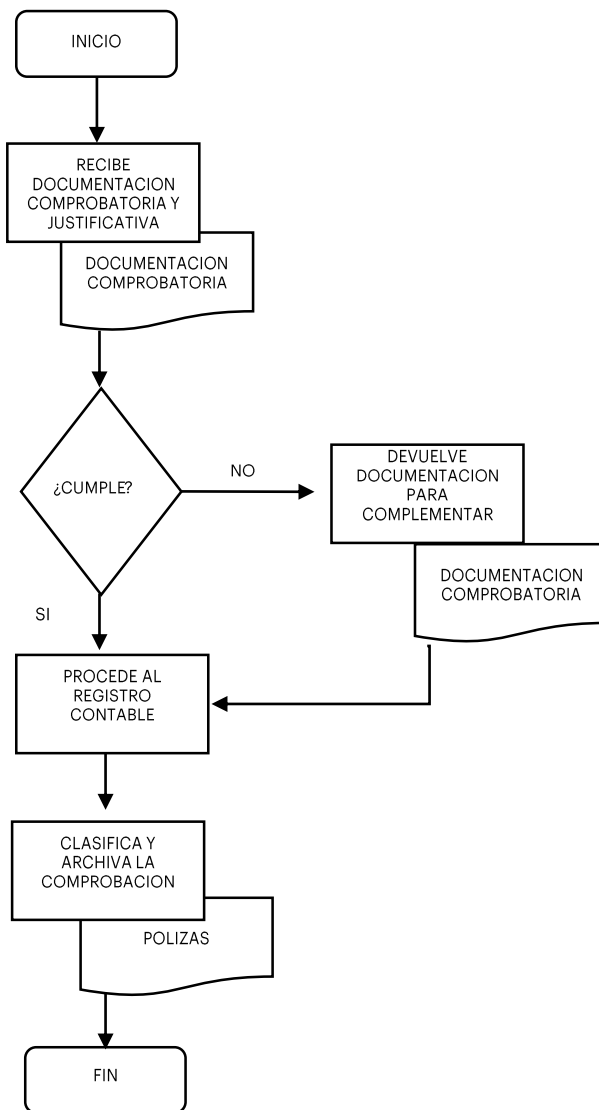 INICIO
RECIBE
DOCUMENTACION
COMPROBATORIA Y
JUSTIFICATIVA
DOCUMENTACION
COMPROBATORIA
¿CUMPLE?
NO
DEVUELVE
DOCUMENTACION
PARA
COMPLEMENTAR
DOCUMENTACION
COMPROBATORIA
SI
PROCEDE AL
REGISTRO
CONTABLE
CLASIFICA Y
ARCHIVA LA
COMPROBACION
POLIZAS
FIN